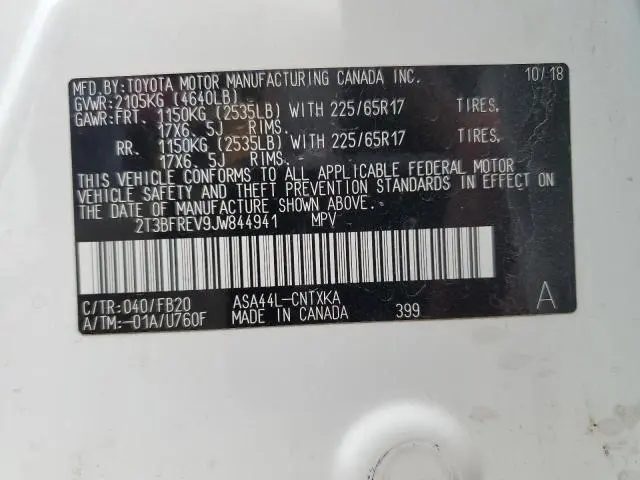 MFD.BY:TOYOTA MOTOR MANUFACTURING CANADA INC. 10/18
GVWR:2105KG (4640LB)
GAWR:FRT. 1150KG (2535LB) WITH 225/65R17 TIRES,
17X6.5J RIMS.
RR. 1150KG (2535LB) WITH 225/65R17 TIRES,
17X6.5J RIMS.
THIS VEHICLE CONFORMS TO ALL APPLICABLE FEDERAL MOTOR
VEHICLE SAFETY AND THEFT PREVENTION STANDARDS IN EFFECT ON
THE DATE OF MANUFACTURE SHOWN ABOVE.
2T3BFREV9JW844941 MPV
C/TR:040/FB20 ASA44L-CNTXKA A
A/TM:-01A/U760F MADE IN CANADA 399